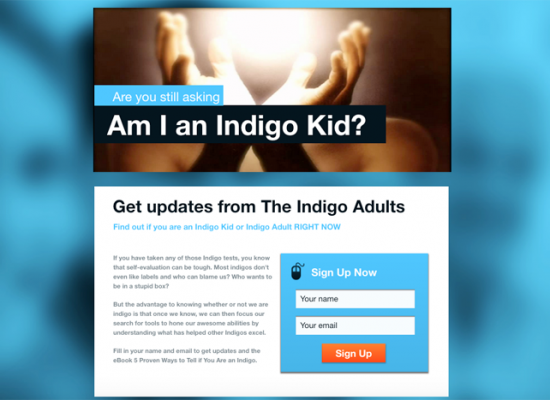 Are you still asking
Am I an Indigo Kid?
Get updates from The Indigo Adults
Find out if you are an Indigo Kid or Indigo Adult RIGHT NOW
If you have taken any of those Indigo tests, you know
that self-evaluation can be tough. Most indigos don't
even like labels and who can blame us? Who wants to
be in a stupid box?
But the advantage to knowing whether or not we are
indigo is that once we know, we can then focus our
search for tools to hone our awesome abilities by
understanding what has helped other Indigos excel.
Fill in your name and email to get updates and the
eBook 5 Proven Ways to Tell if You Are an Indigo.
Sign Up Now
Your name
Your email
Sign Up